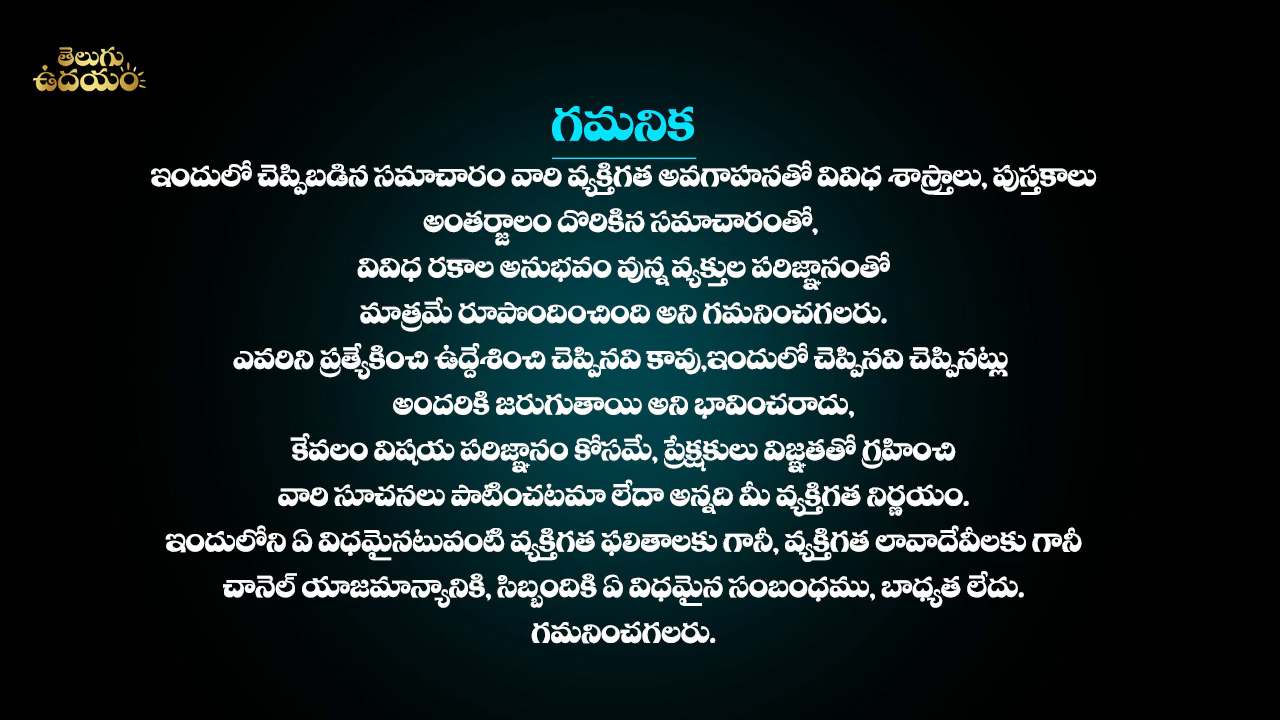 తెలుగు
ఉదయం
గమనిక
ఇందులో చెప్పిబడిన సమాచారం వారి వ్యక్తిగత అవగాహనతో వివిధ శాస్త్రాలు, పుస్తకాలు
అంతర్జాలం దొరికిన సమాచారంతో,
వివిధ రకాల అనుభవం వున్న వ్యక్తుల పరిజ్ఞానంతో
మాత్రమే రూపొందించింది అని గమనించగలరు.
ఎవరిని ప్రత్యేకించి ఉద్దేశించి చెప్పినవి కావు,ఇందులో చెప్పినవి చెప్పినట్లు
అందరికి జరుగుతాయి అని భావించరాదు,
కేవలం విషయ పరిజ్ఞానం కోసమే, ప్రేక్షకులు విజ్ఞతతో గ్రహించి
వారి సూచనలు పాటించటమా లేదా అన్నది మీ వ్యక్తిగత నిర్ణయం.
ఇందులోని ఏ విధమైనటువంటి వ్యక్తిగత ఫలితాలకు గానీ, వ్యక్తిగత లావాదేవీలకు గానీ
చానెల్ యాజమాన్యానికి, సిబ్బందికి ఏ విధమైన సంబంధము, బాధ్యత లేదు.
గమనించగలరు.